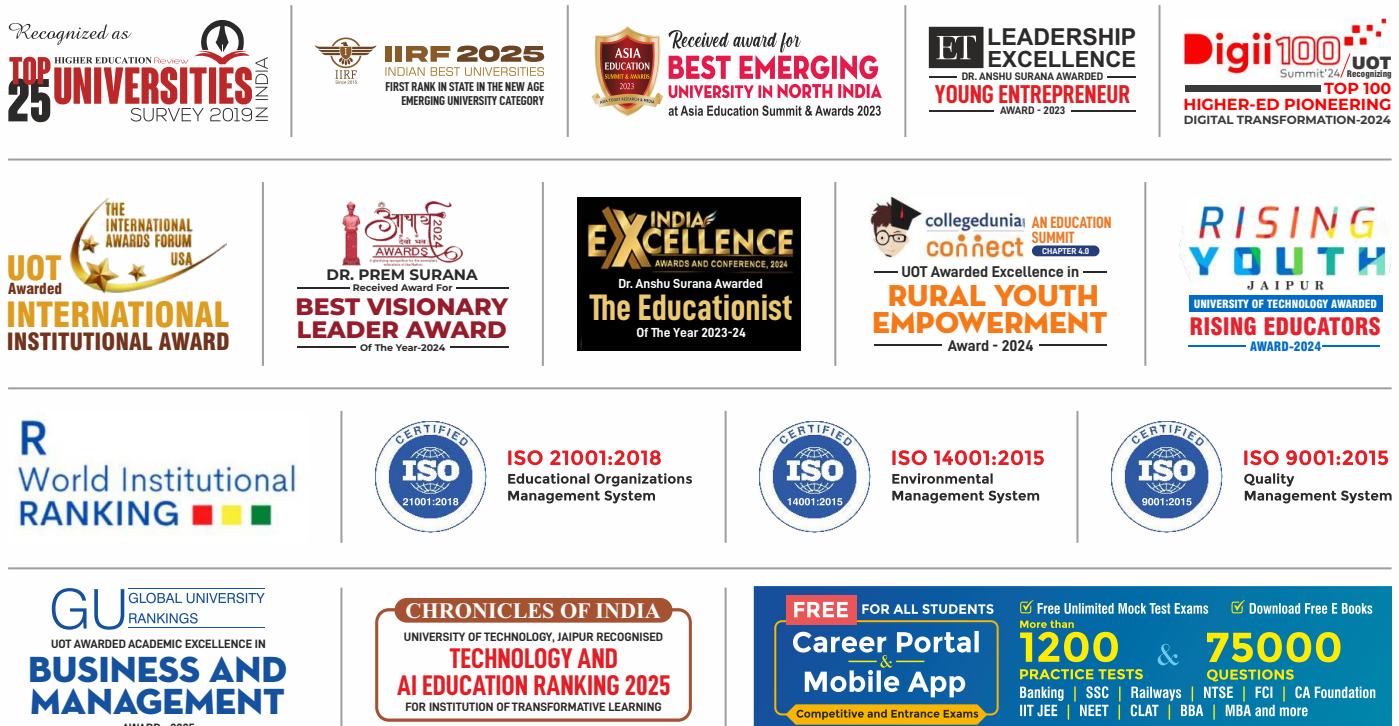 Recognized as
TOP 25
HIGHER EDUCATION Review
UNIVERSITIES
SURVEY 2019
IN INDIA
IIRF
Since 2015
IIRF 2025
INDIAN BEST UNIVERSITIES
FIRST RANK IN STATE IN THE NEW AGE
EMERGING UNIVERSITY CATEGORY
ASIA
EDUCATION
SUMMIT & AWARDS
2023
Received award for
BEST EMERGING
UNIVERSITY IN NORTH INDIA
at Asia Education Summit & Awards 2023
ET
LEADERSHIP
EXCELLENCE
DR. ANSHU SURANA AWARDED
YOUNG ENTREPRENEUR
AWARD - 2023
Digii100
Summit'24
UOT
Recognizing
TOP 100
HIGHER-ED PIONEERING
DIGITAL TRANSFORMATION-2024
THE
INTERNATIONAL
AWARDS FORUM
USA
UOT
Awarded
INTERNATIONAL
INSTITUTIONAL AWARD
आचार्य
देवो भव
2024
AWARDS
DR. PREM SURANA
Received Award For
BEST VISIONARY
LEADER AWARD
Of The Year-2024
INDIA
EXCELLENCE
AWARDS AND CONFERENCE, 2024
Dr. Anshu Surana Awarded
The Educationist
Of The Year 2023-24
collegedunia
connect
AN EDUCATION
SUMMIT
CHAPTER 4.0
UOT Awarded Excellence in
RURAL YOUTH
EMPOWERMENT
Award - 2024
RISING
YOUTH
JAIPUR
UNIVERSITY OF TECHNOLOGY AWARDED
RISING EDUCATORS
AWARD-2024
R
World Institutional
RANKING
CERTIFIED
ISO
21001:2018
ISO 21001:2018
Educational Organizations
Management System
CERTIFIED
ISO
14001:2015
ISO 14001:2015
Environmental
Management System
CERTIFIED
ISO
9001:2015
ISO 9001:2015
Quality
Management System
GU
GLOBAL UNIVERSITY
RANKINGS
UOT AWARDED ACADEMIC EXCELLENCE IN
BUSINESS AND
MANAGEMENT
CHRONICLES OF INDIA
UNIVERSITY OF TECHNOLOGY, JAIPUR RECOGNISED
TECHNOLOGY AND
AI EDUCATION RANKING 2025
FOR INSTITUTION OF TRANSFORMATIVE LEARNING
FREE FOR ALL STUDENTS
Career Portal
&
Mobile App
Competitive and Entrance Exams
Free Unlimited Mock Test Exams
Download Free E Books
More than
1200 & 75000
PRACTICE TESTS QUESTIONS
Banking | SSC | Railways | NTSE | FCI | CA Foundation
IIT JEE | NEET | CLAT | BBA | MBA and more